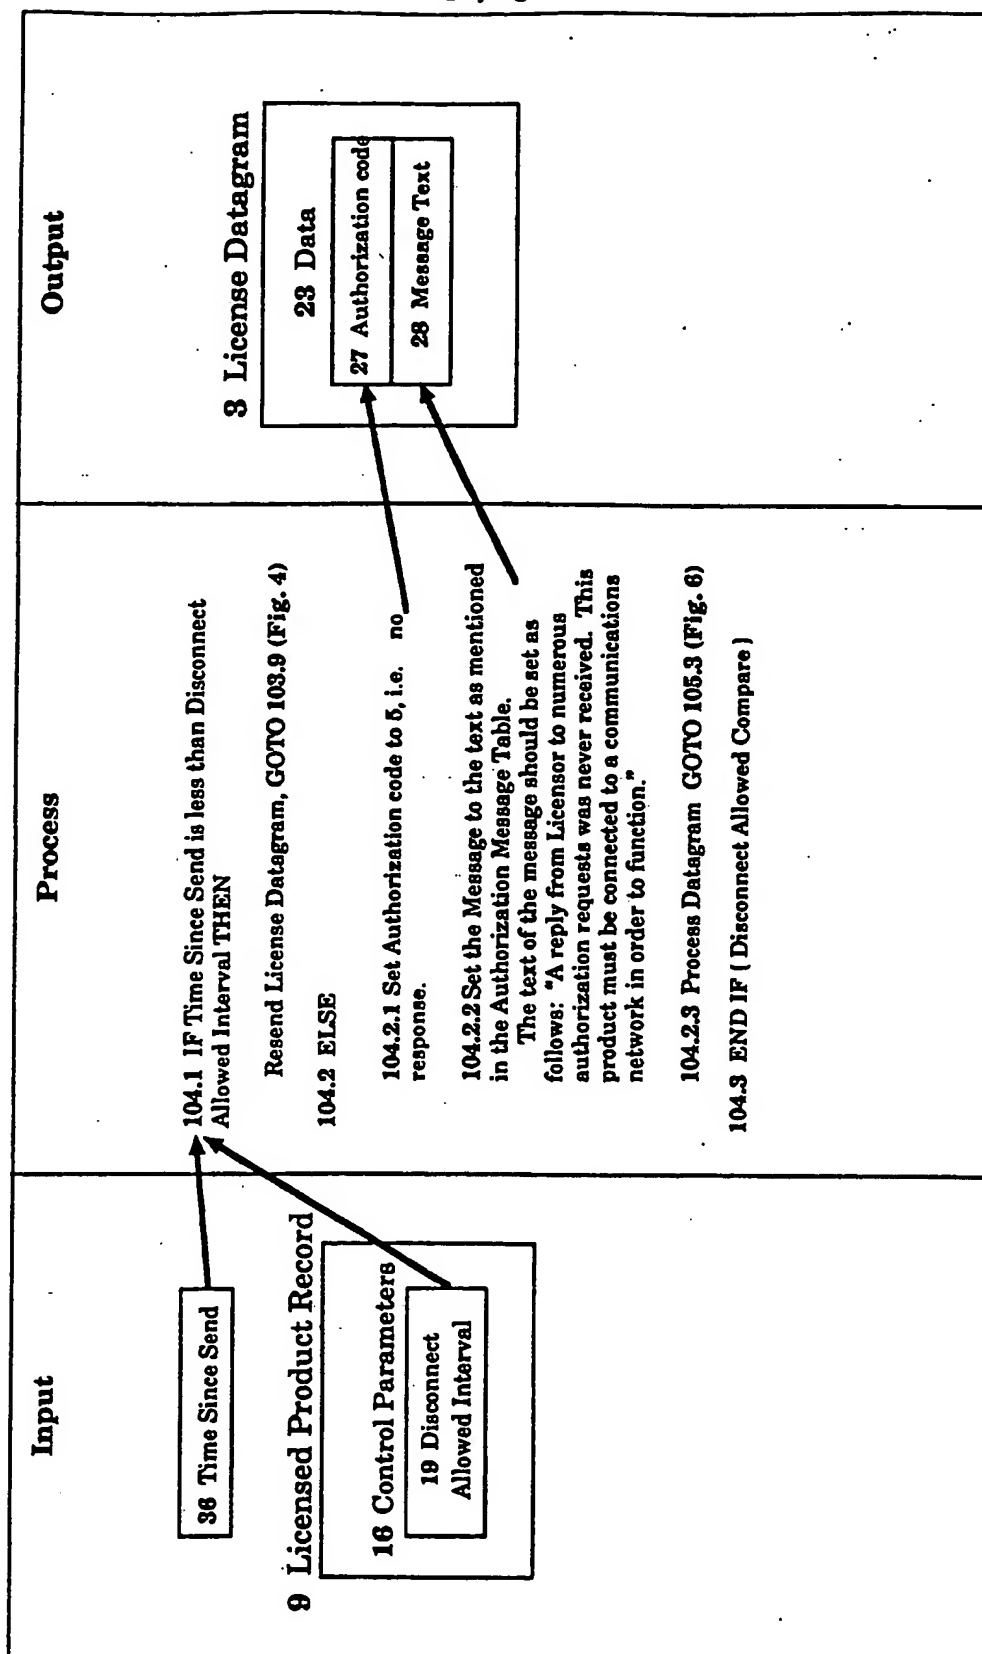 Input
36 Time Since Send
9 Licensed Product Record
16 Control Parameters
19 Disconnect
Allowed Interval
Process
104.1 IF Time Since Send is less than Disconnect
Allowed Interval THEN
Resend License Datagram, GOTO 103.9 (Fig. 4)
104.2 ELSE
104.2.1 Set Authorization code to 5, i.e. no
response.
104.2.2 Set the Message to the text as mentioned
in the Authorization Message Table.
The text of the message should be set as
follows: "A reply from Licensor to numerous
authorization requests was never received. This
product must be connected to a communications
network in order to function."
104.2.3 Process Datagram GOTO 105.3 (Fig. 6)
104.3 END IF ( Disconnect Allowed Compare )
Output
3 License Datagram
23 Data
27 Authorization code
28 Message Text